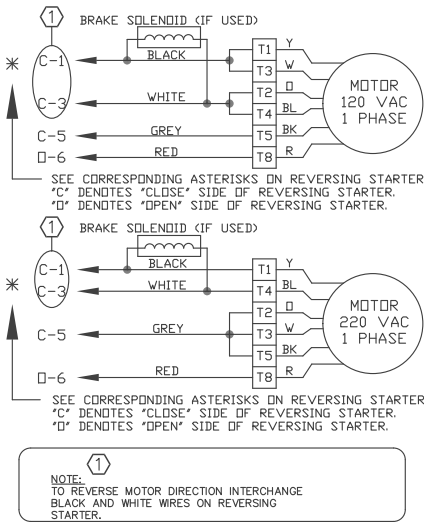 1 BRAKE SOLENOID (IF USED)
* C-1 BLACK T1 Y
T3 W
C-3 WHITE T2 O
T4 BL
C-5 GREY T5 BK
O-6 RED T8 R
MOTOR
120 VAC
1 PHASE
SEE CORRESPONDING ASTERISKS ON REVERSING STARTER
"C" DENOTES "CLOSE" SIDE OF REVERSING STARTER.
"O" DENOTES "OPEN" SIDE OF REVERSING STARTER.
1 BRAKE SOLENOID (IF USED)
* C-1 BLACK T1 Y
C-3 WHITE T4 BL
T2 O
C-5 GREY T3 W
T5 BK
O-6 RED T8 R
MOTOR
220 VAC
1 PHASE
SEE CORRESPONDING ASTERISKS ON REVERSING STARTER
"C" DENOTES "CLOSE" SIDE OF REVERSING STARTER.
"O" DENOTES "OPEN" SIDE OF REVERSING STARTER.
1
NOTE:
TO REVERSE MOTOR DIRECTION INTERCHANGE
BLACK AND WHITE WIRES ON REVERSING
STARTER.